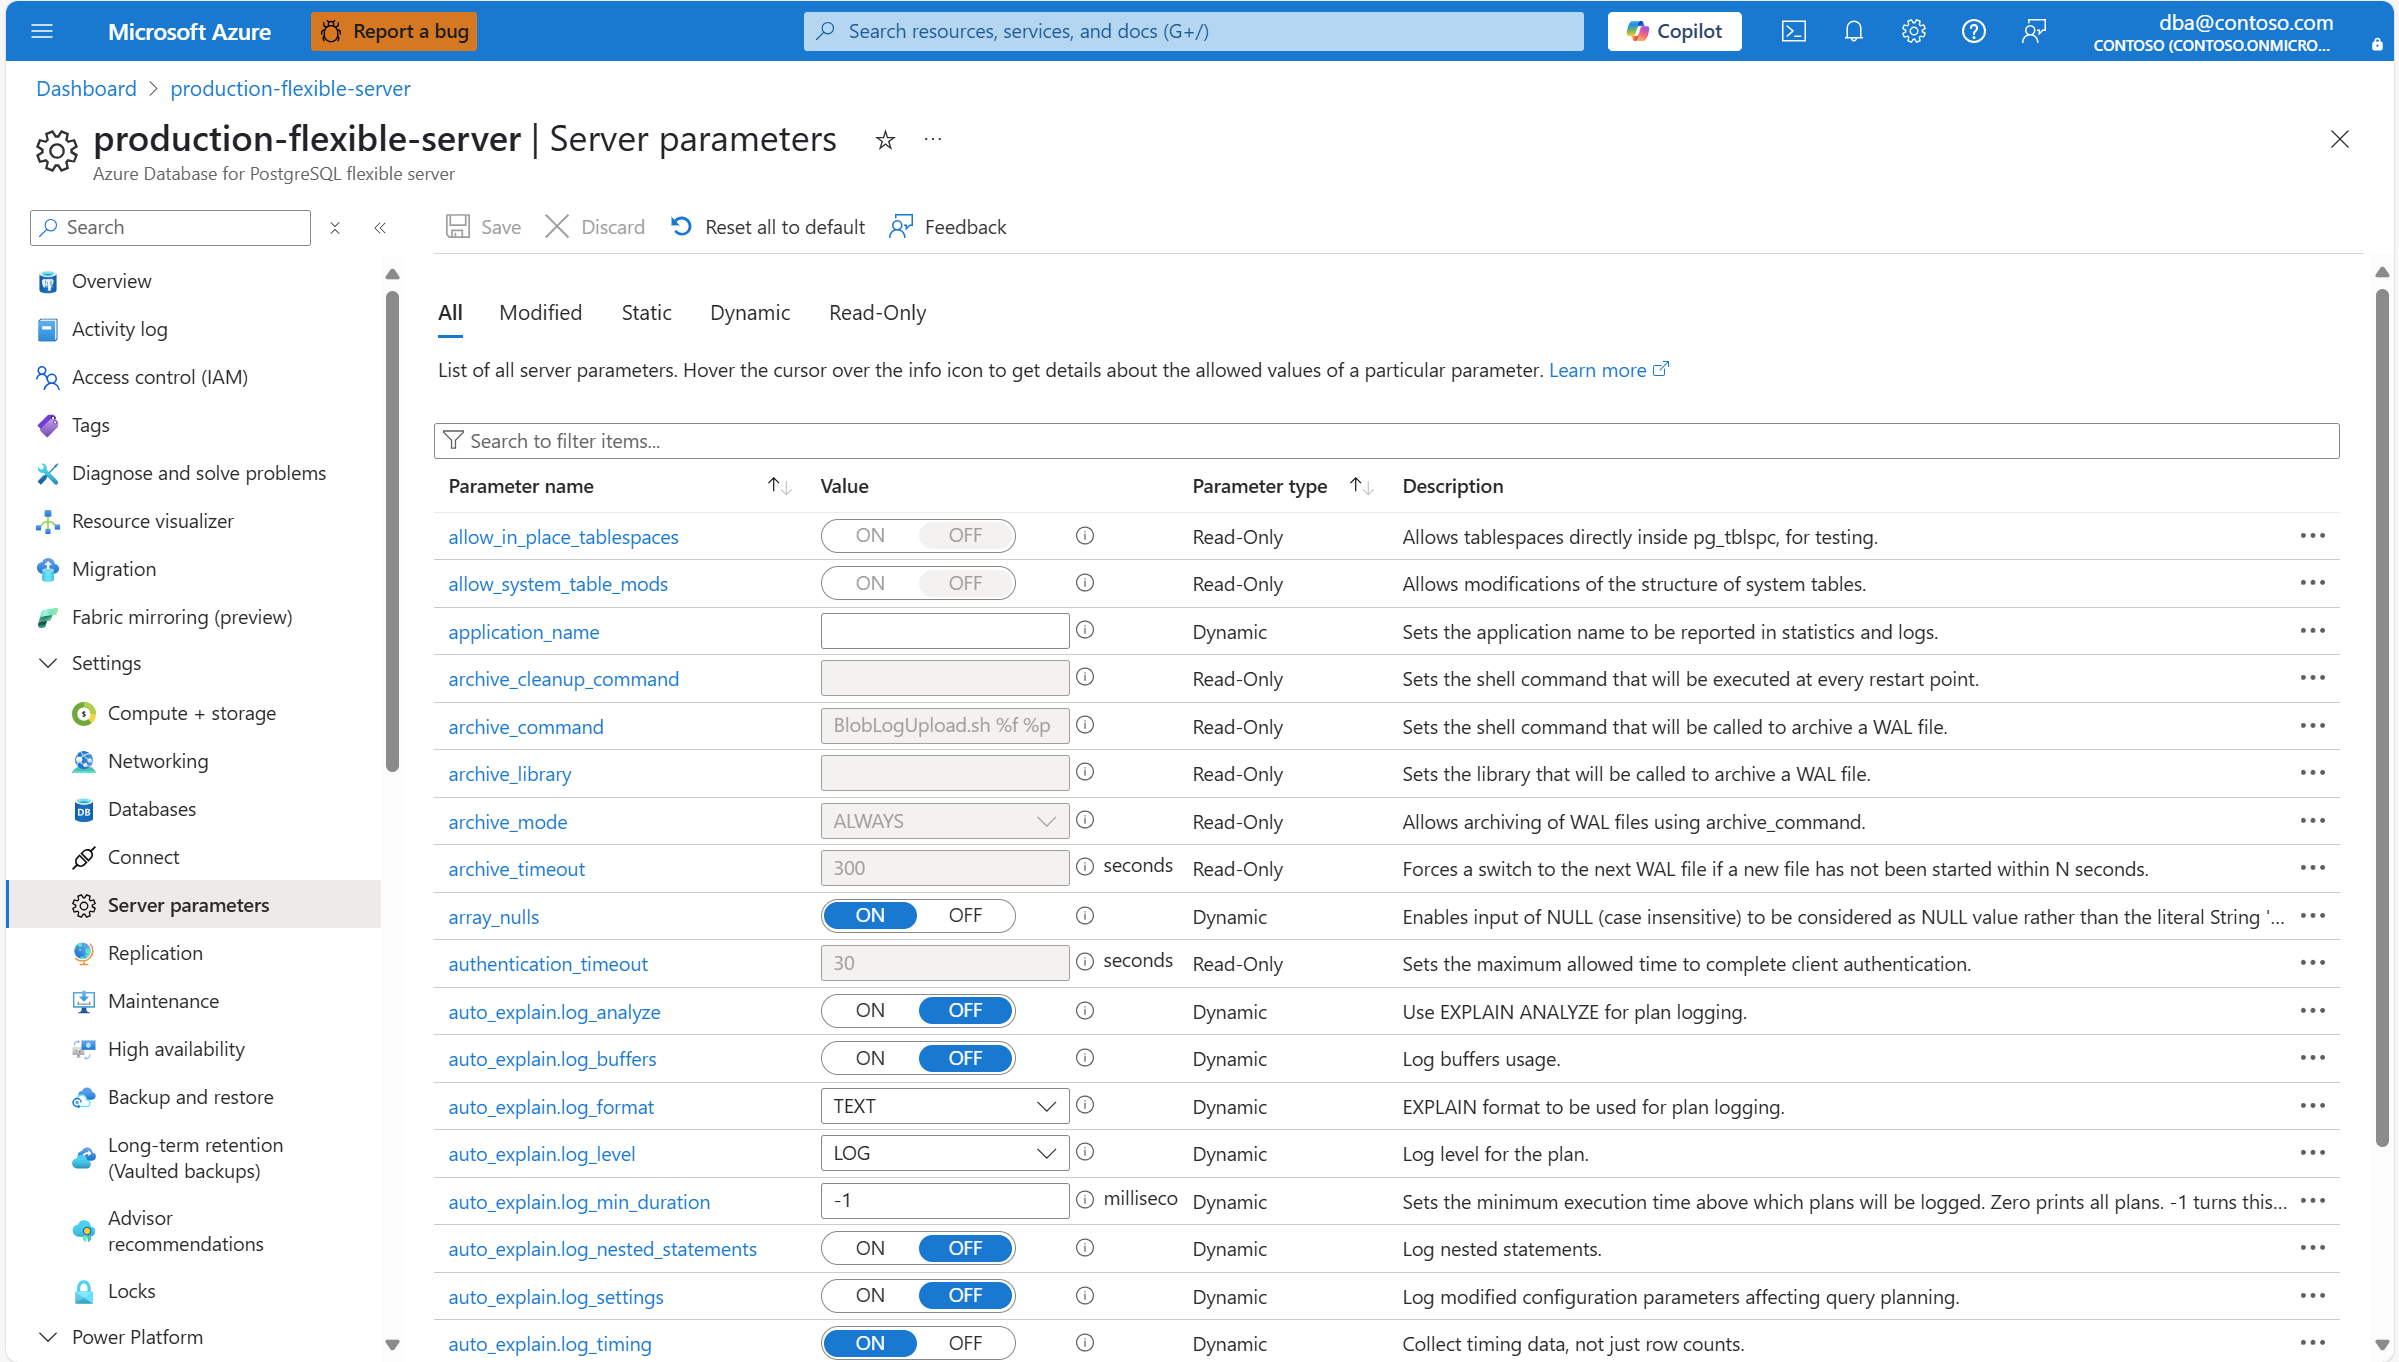 Microsoft Azure
Report a bug
Search resources, services, and docs (G+/)
Copilot
dba@contoso.com
CONTOSO (CONTOSO.ONMICRO...
Dashboard > production-flexible-server
production-flexible-server | Server parameters
Azure Database for PostgreSQL flexible server
Search
Save
Discard
Reset all to default
Feedback
Overview
Activity log
Access control (IAM)
Tags
Diagnose and solve problems
Resource visualizer
Migration
Fabric mirroring (preview)
Settings
Compute + storage
Networking
Databases
Connect
Server parameters
Replication
Maintenance
High availability
Backup and restore
Long-term retention
(Vaulted backups)
Advisor
recommendations
Locks
Power Platform
All Modified Static Dynamic Read-Only
List of all server parameters. Hover the cursor over the info icon to get details about the allowed values of a particular parameter. Learn more
Search to filter items...
Parameter name Value Parameter type Description
allow_in_place_tablespaces ON OFF Read-Only Allows tablespaces directly inside pg_tblspc, for testing.
allow_system_table_mods ON OFF Read-Only Allows modifications of the structure of system tables.
application_name Dynamic Sets the application name to be reported in statistics and logs.
archive_cleanup_command Read-Only Sets the shell command that will be executed at every restart point.
archive_command BlobLogUpload.sh %f %p Read-Only Sets the shell command that will be called to archive a WAL file.
archive_library Read-Only Sets the library that will be called to archive a WAL file.
archive_mode ALWAYS Read-Only Allows archiving of WAL files using archive_command.
archive_timeout 300 seconds Read-Only Forces a switch to the next WAL file if a new file has not been started within N seconds.
array_nulls ON OFF Dynamic Enables input of NULL (case insensitive) to be considered as NULL value rather than the literal String '...
authentication_timeout 30 seconds Read-Only Sets the maximum allowed time to complete client authentication.
auto_explain.log_analyze ON OFF Dynamic Use EXPLAIN ANALYZE for plan logging.
auto_explain.log_buffers ON OFF Dynamic Log buffers usage.
auto_explain.log_format TEXT Dynamic EXPLAIN format to be used for plan logging.
auto_explain.log_level LOG Dynamic Log level for the plan.
auto_explain.log_min_duration -1 milliseco Dynamic Sets the minimum execution time above which plans will be logged. Zero prints all plans. -1 turns this...
auto_explain.log_nested_statements ON OFF Dynamic Log nested statements.
auto_explain.log_settings ON OFF Dynamic Log modified configuration parameters affecting query planning.
auto_explain.log_timing ON OFF Dynamic Collect timing data, not just row counts.